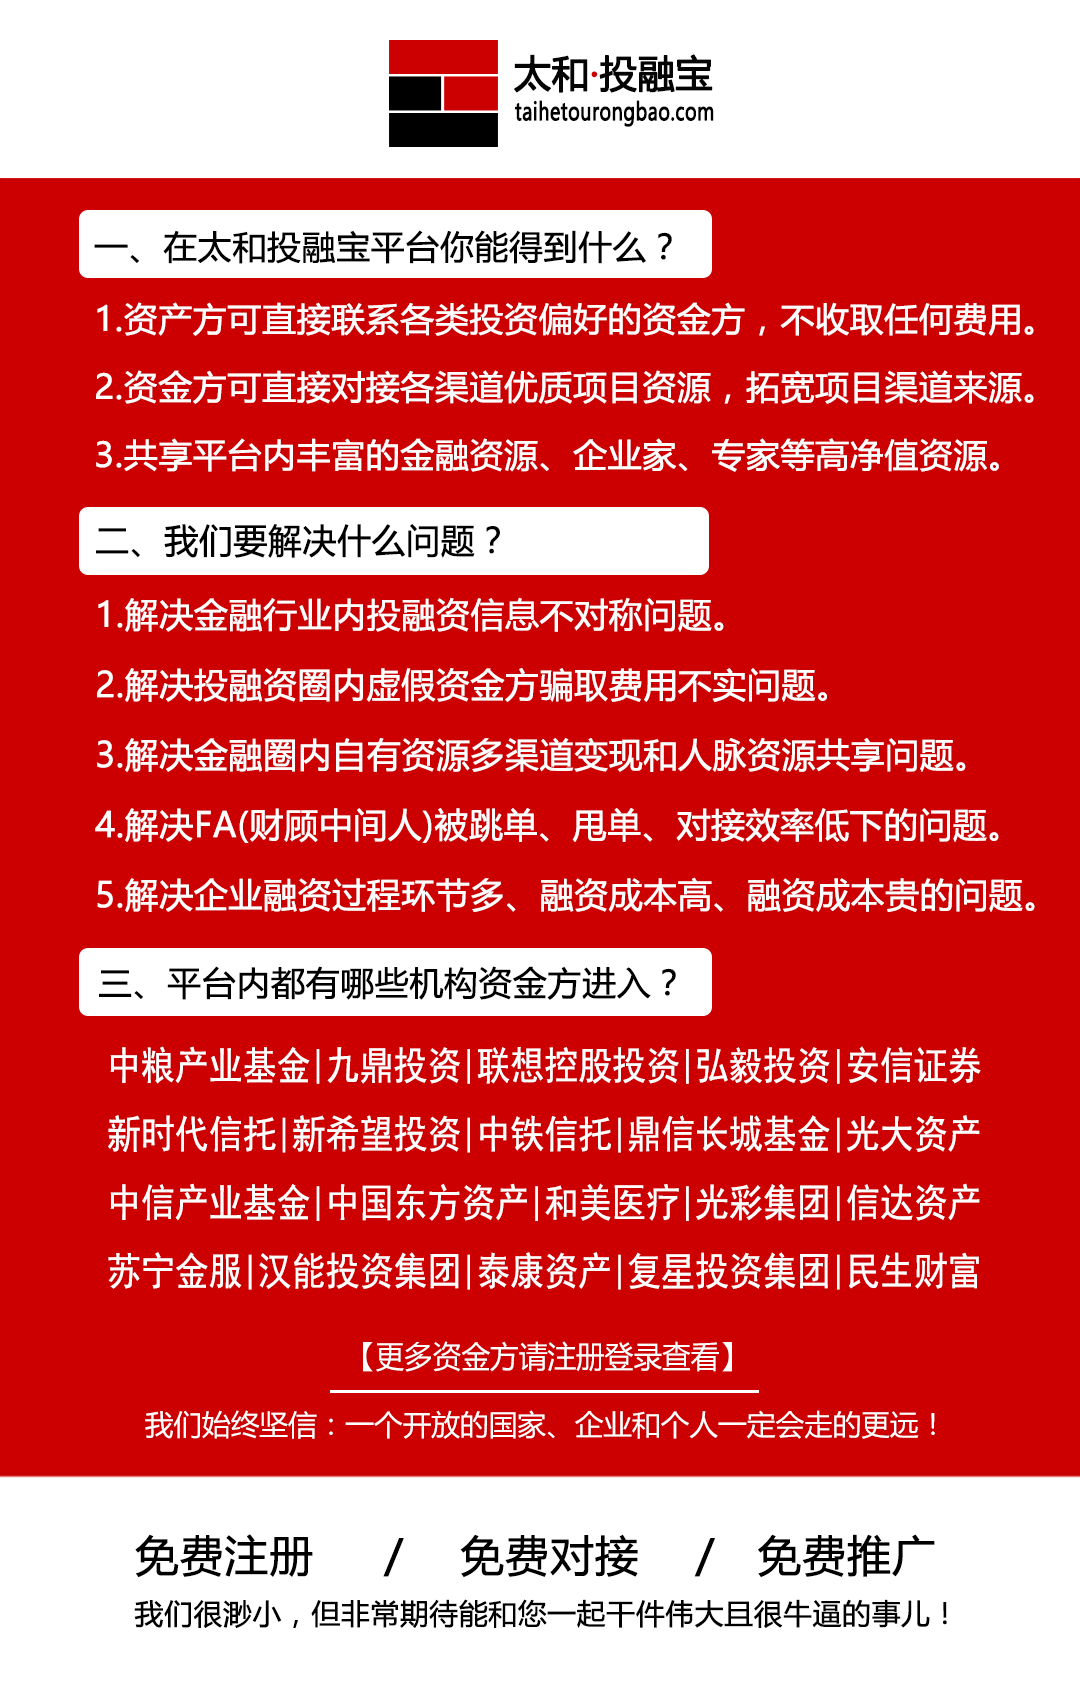 太和·投融宝
taihetourongbao.com
一、在太和投融宝平台你能得到什么？
1.资产方可直接联系各类投资偏好的资金方，不收取任何费用。
2.资金方可直接对接各渠道优质项目资源，拓宽项目渠道来源。
3.共享平台内丰富的金融资源、企业家、专家等高净值资源。
二、我们要解决什么问题？
1.解决金融行业内投融资信息不对称问题。
2.解决投融资圈内虚假资金方骗取费用不实问题。
3.解决金融圈内自有资源多渠道变现和人脉资源共享问题。
4.解决FA(财顾中间人)被跳单、甩单、对接效率低下的问题。
5.解决企业融资过程环节多、融资成本高、融资成本贵的问题。
三、平台内都有哪些机构资金方进入？
中粮产业基金|九鼎投资|联想控股投资|弘毅投资|安信证券
新时代信托|新希望投资|中铁信托|鼎信长城基金|光大资产
中信产业基金|中国东方资产|和美医疗|光彩集团|信达资产
苏宁金服|汉能投资集团|泰康资产|复星投资集团|民生财富
【更多资金方请注册登录查看】
我们始终坚信：一个开放的国家、企业和个人一定会走的更远！
免费注册 / 免费对接 / 免费推广
我们很渺小，但非常期待能和您一起干件伟大且很牛逼的事儿！